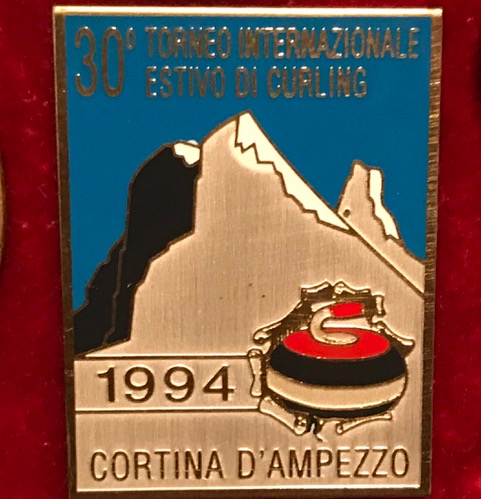 30° TORNEO INTERNAZIONALE
ESTIVO DI CURLING
1994
CORTINA D'AMPEZZO